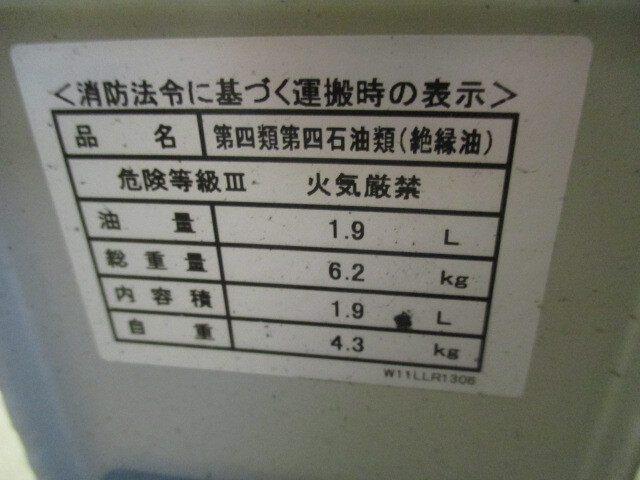 <消防法令に基づく運搬時の表示>
品 名 第四類第四石油類(絶縁油)
危険等級III 火気厳禁
油 量 1.9 L
総重量 6.2 kg
内容積 1.9 L
自 重 4.3 kg
W11LLR1306